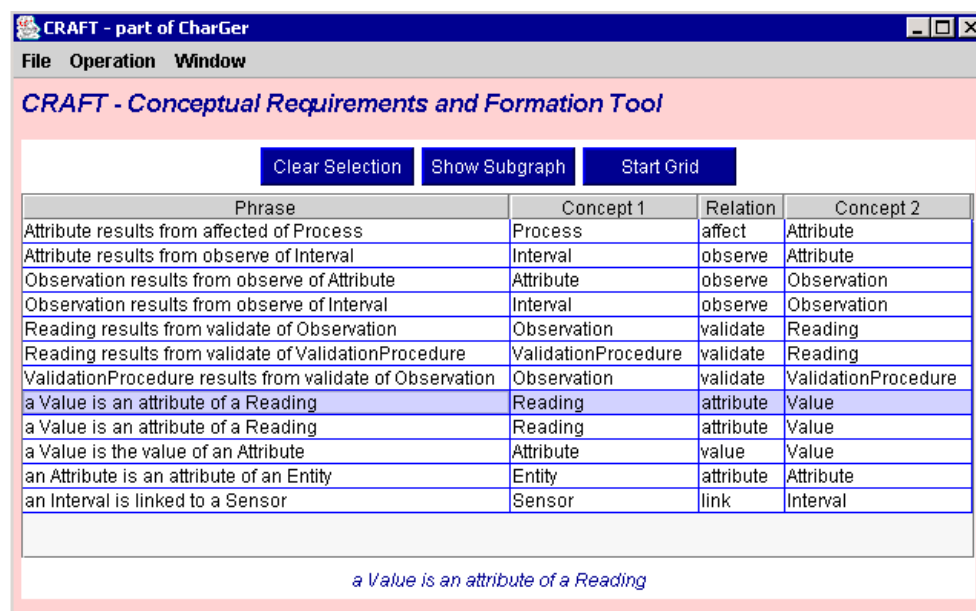 CRAFT - part of CharGer
File Operation Window
CRAFT - Conceptual Requirements and Formation Tool
Clear Selection Show Subgraph Start Grid
Phrase Concept 1 Relation Concept 2
Attribute results from affected of Process Process affect Attribute
Attribute results from observe of Interval Interval observe Attribute
Observation results from observe of Attribute Attribute observe Observation
Observation results from observe of Interval Interval observe Observation
Reading results from validate of Observation Observation validate Reading
Reading results from validate of ValidationProcedure ValidationProcedure validate Reading
ValidationProcedure results from validate of Observation Observation validate ValidationProcedure
a Value is an attribute of a Reading Reading attribute Value
a Value is an attribute of a Reading Reading attribute Value
a Value is the value of an Attribute Attribute value Value
an Attribute is an attribute of an Entity Entity attribute Attribute
an Interval is linked to a Sensor Sensor link Interval
a Value is an attribute of a Reading